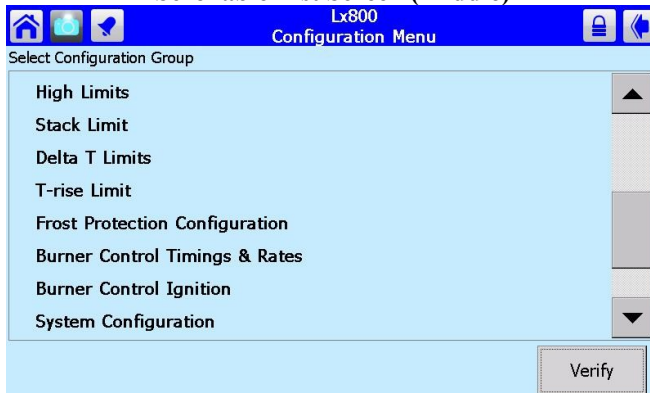 Lx800
Configuration Menu
Select Configuration Group
High Limits
Stack Limit
Delta T Limits
T-rise Limit
Frost Protection Configuration
Burner Control Timings & Rates
Burner Control Ignition
System Configuration
Verify